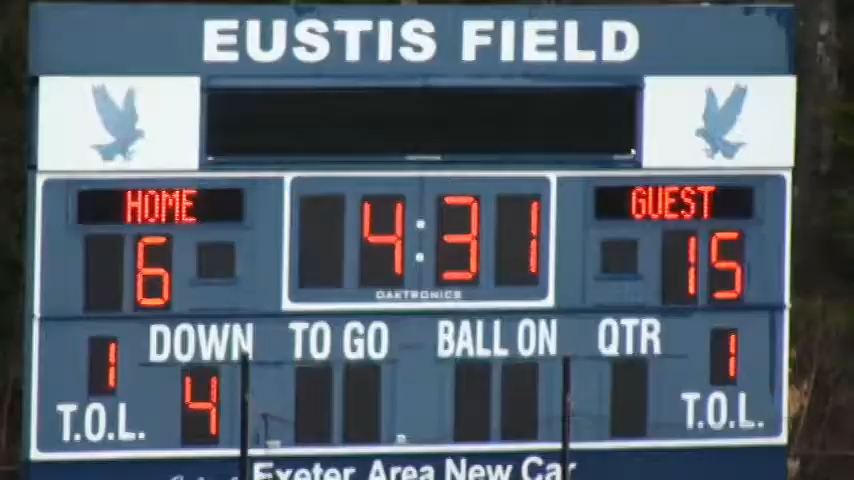 EUSTIS FIELD
HOME 4:31 GUEST
6 15
DAKTRONICS
DOWN TO GO BALL ON QTR
1 4 1
T.O.L. T.O.L.
Exeter Area New Car